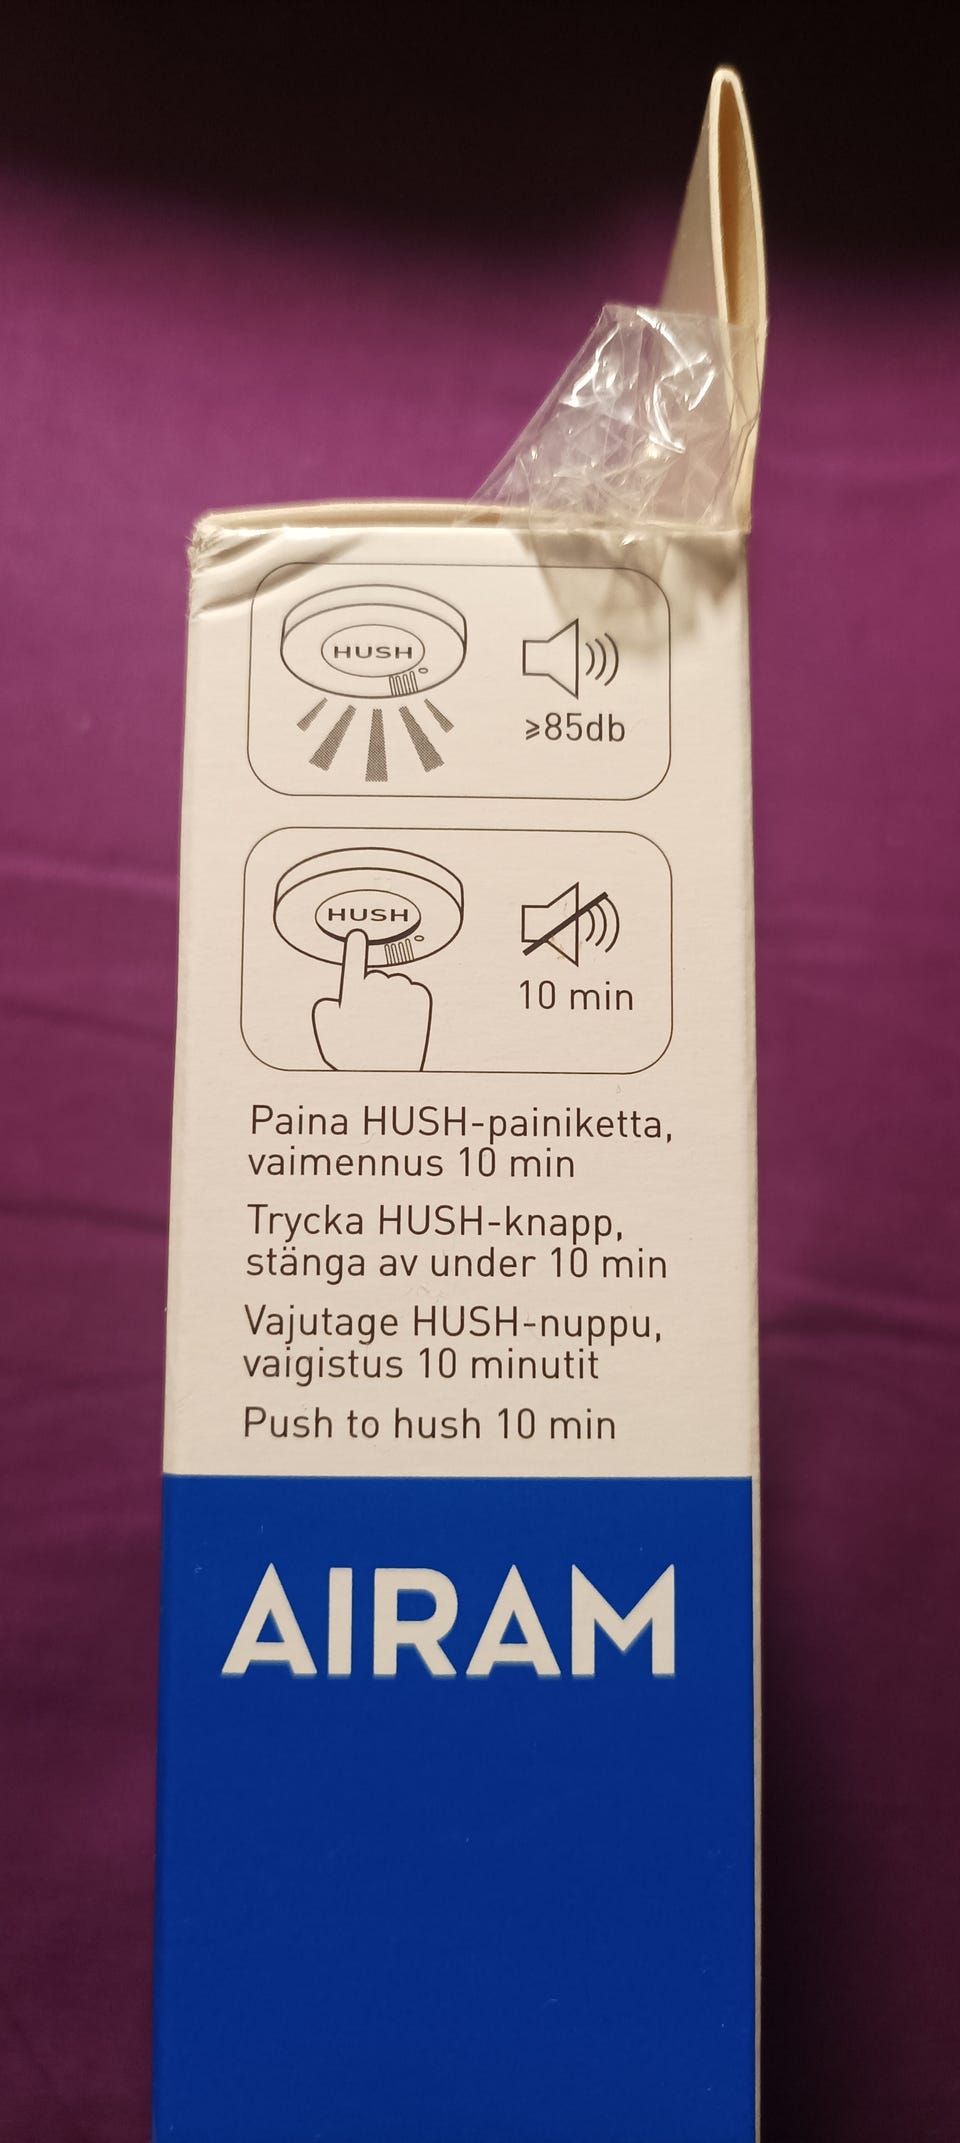 HUSH
≥85db
HUSH
10 min
Paina HUSH-painiketta,
vaimennus 10 min
Trycka HUSH-knapp,
stänga av under 10 min
Vajutage HUSH-nuppu,
vaigistus 10 minutit
Push to hush 10 min
AIRAM